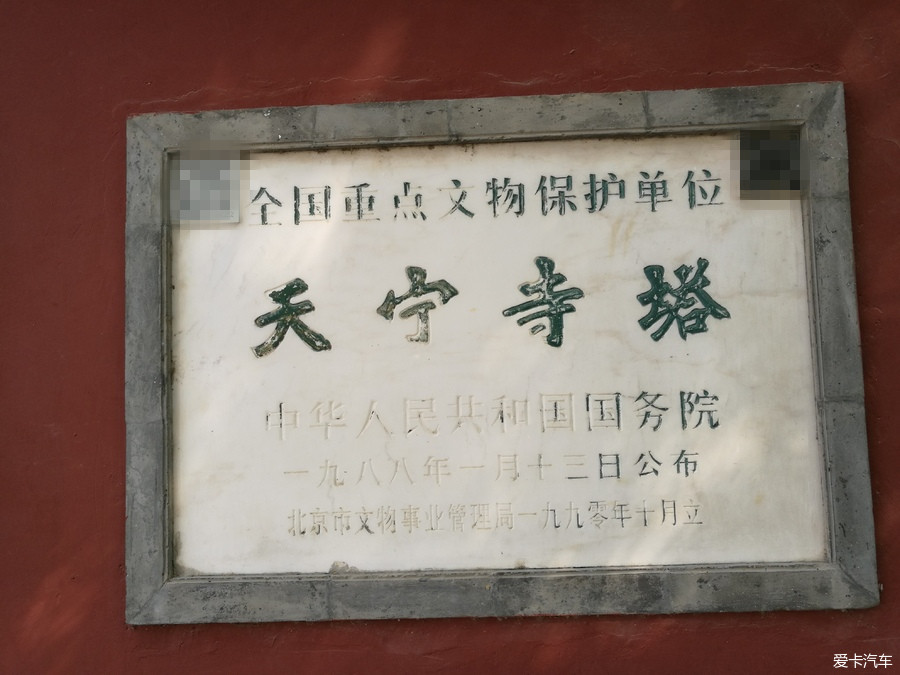 全国重点文物保护单位
天宁寺塔
中华人民共和国国务院
一九八八年一月十三日公布
北京市文物事业管理局一九九零年十月立
爱卡汽车